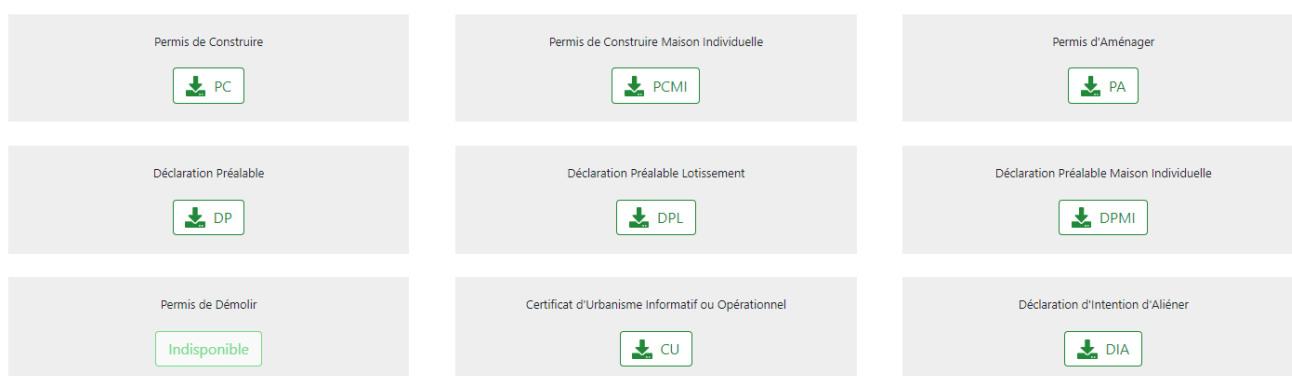 Permis de Construire
PC
Permis de Construire Maison Individuelle
PCMI
Permis d'Aménager
PA
Déclaration Préalable
DP
Déclaration Préalable Lotissement
DPL
Déclaration Préalable Maison Individuelle
DPMI
Permis de Démolir
Indisponible
Certificat d'Urbanisme Informatif ou Opérationnel
CU
Déclaration d'Intention d'Aliéner
DIA